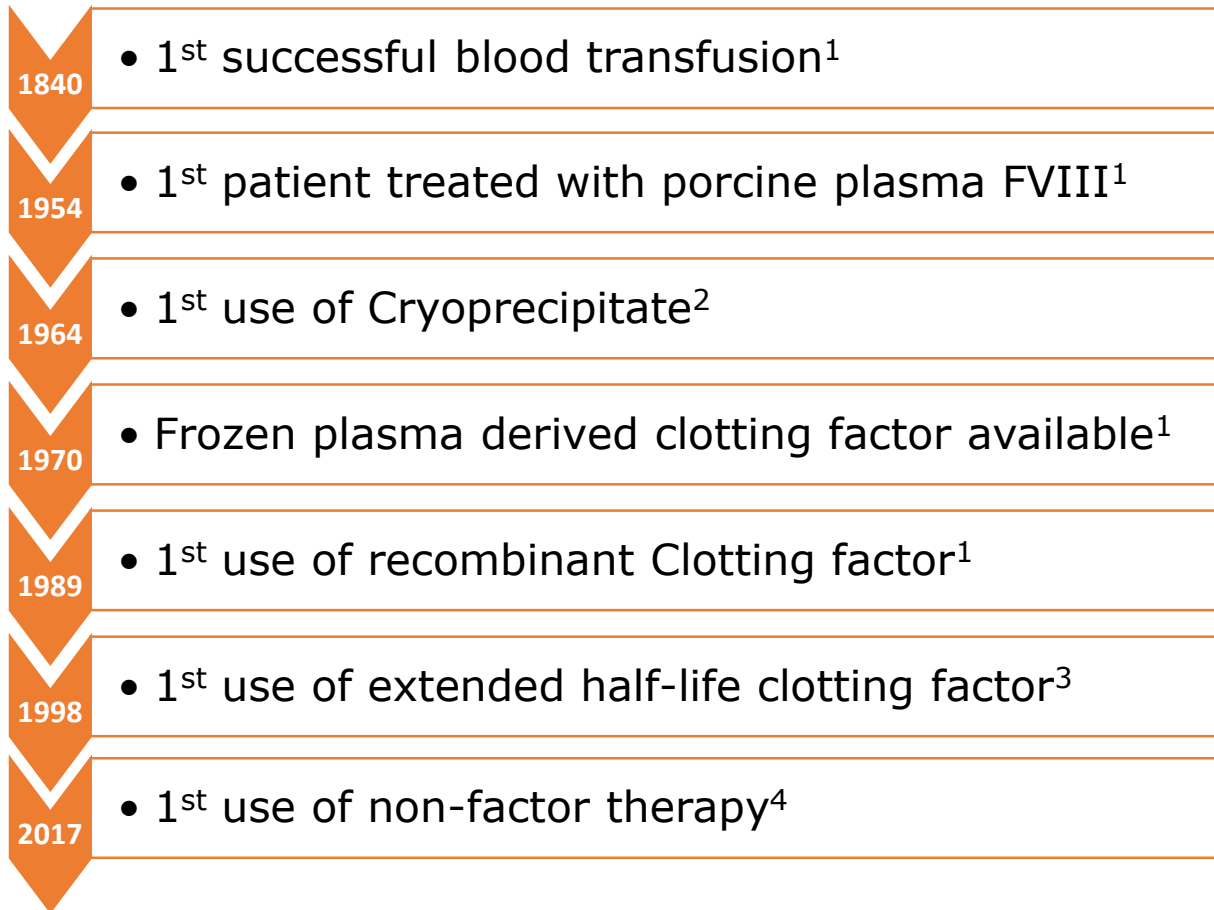 1840
• 1st successful blood transfusion1
1954
• 1st patient treated with porcine plasma FVIII1
1964
• 1st use of Cryoprecipitate2
1970
• Frozen plasma derived clotting factor available1
1989
• 1st use of recombinant Clotting factor1
1998
• 1st use of extended half-life clotting factor3
2017
• 1st use of non-factor therapy4